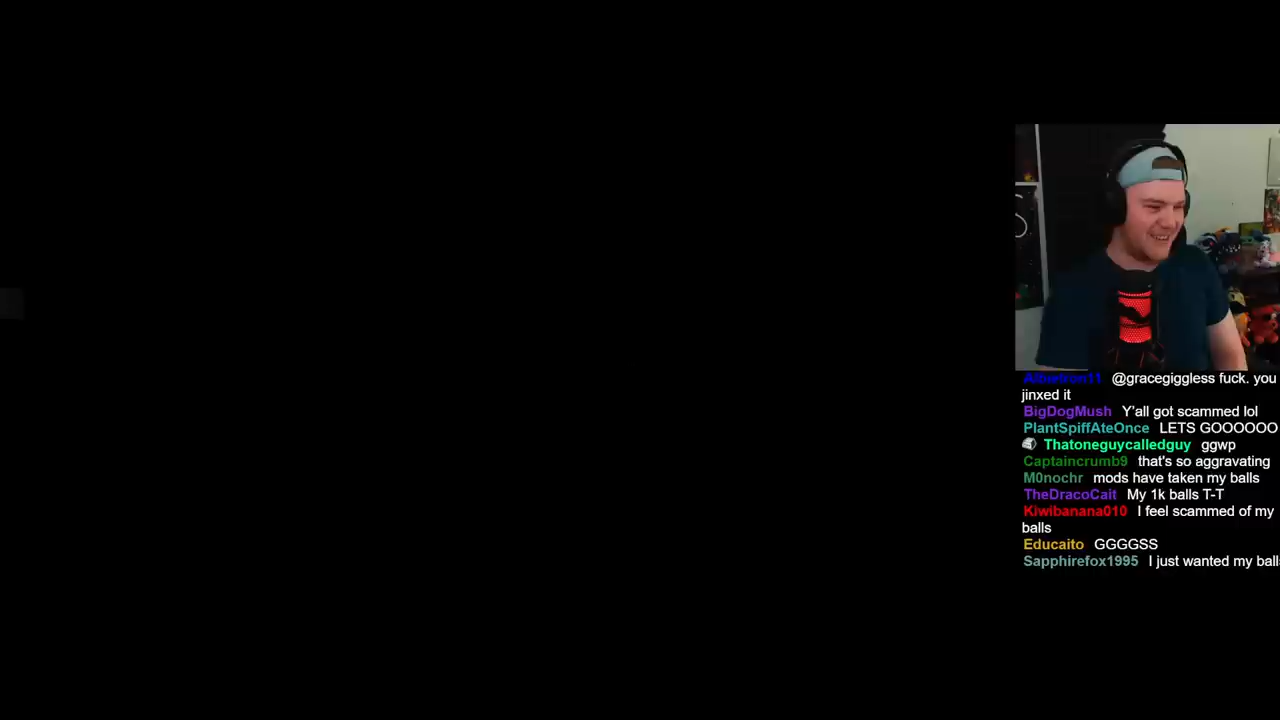 Albietron11 @gracegiggless fuck. you
jinxed it
BigDogMush Y'all got scammed lol
PlantSpiffAteOnce LETS GOOOOOO
Thatoneguycalledguy ggwp
Captaincrumb9 that's so aggravating
M0nochr mods have taken my balls
TheDracoCait My 1k balls T-T
Kiwibanana010 I feel scammed of my
balls
Educaito GGGGSS
Sapphirefox1995 I just wanted my ball